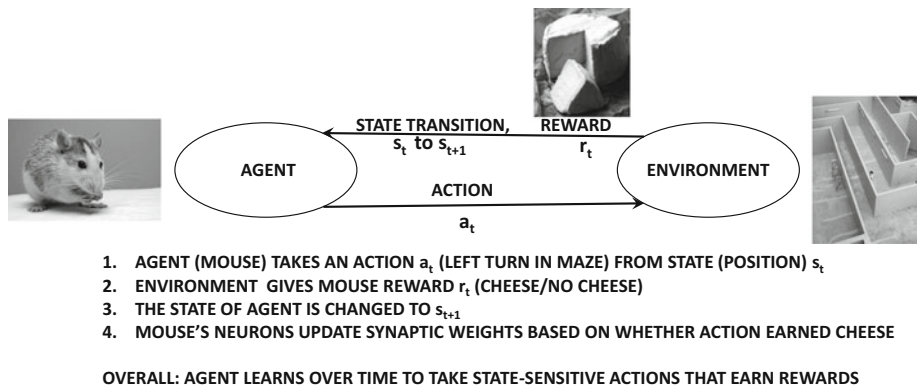 STATE TRANSITION, REWARD
s_t to s_{t+1} r_t
AGENT ENVIRONMENT
ACTION
a_t
1. AGENT (MOUSE) TAKES AN ACTION a_t (LEFT TURN IN MAZE) FROM STATE (POSITION) s_t
2. ENVIRONMENT GIVES MOUSE REWARD r_t (CHEESE/NO CHEESE)
3. THE STATE OF AGENT IS CHANGED TO s_{t+1}
4. MOUSE'S NEURONS UPDATE SYNAPTIC WEIGHTS BASED ON WHETHER ACTION EARNED CHEESE
OVERALL: AGENT LEARNS OVER TIME TO TAKE STATE-SENSITIVE ACTIONS THAT EARN REWARDS